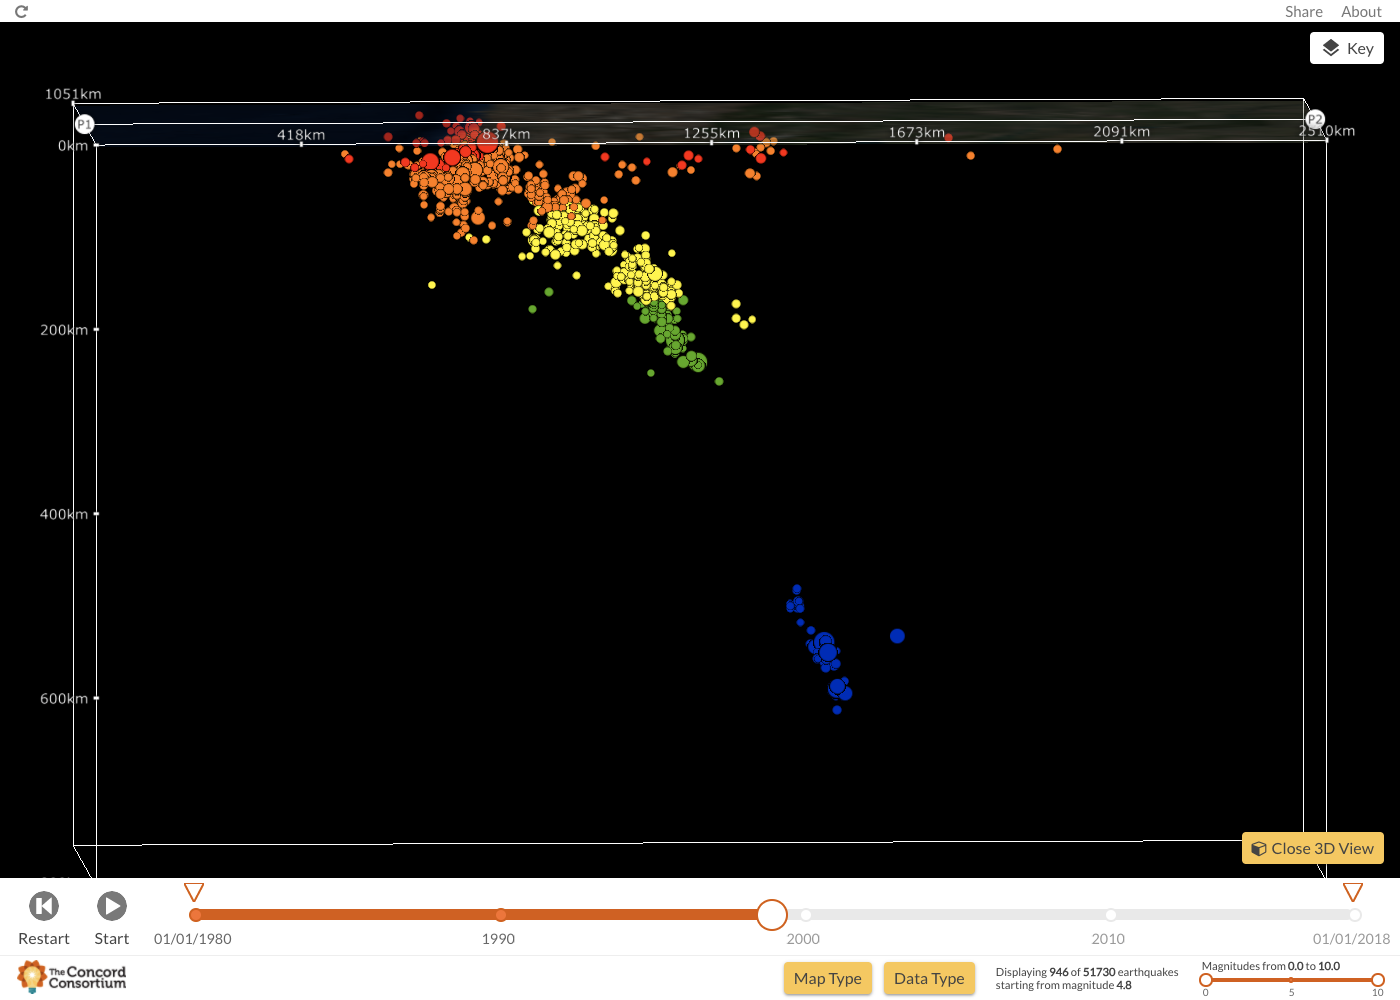 Share About
Key
1051km
P1
P2
418km 837km 1255km 1673km 2091km 2510km
0km
200km
400km
600km
Close 3D View
Restart Start
01/01/1980 1990 2000 2010 01/01/2018
The Concord Consortium
Map Type Data Type
Displaying 946 of 51730 earthquakes
starting from magnitude 4.8
Magnitudes from 0.0 to 10.0
0 5 10